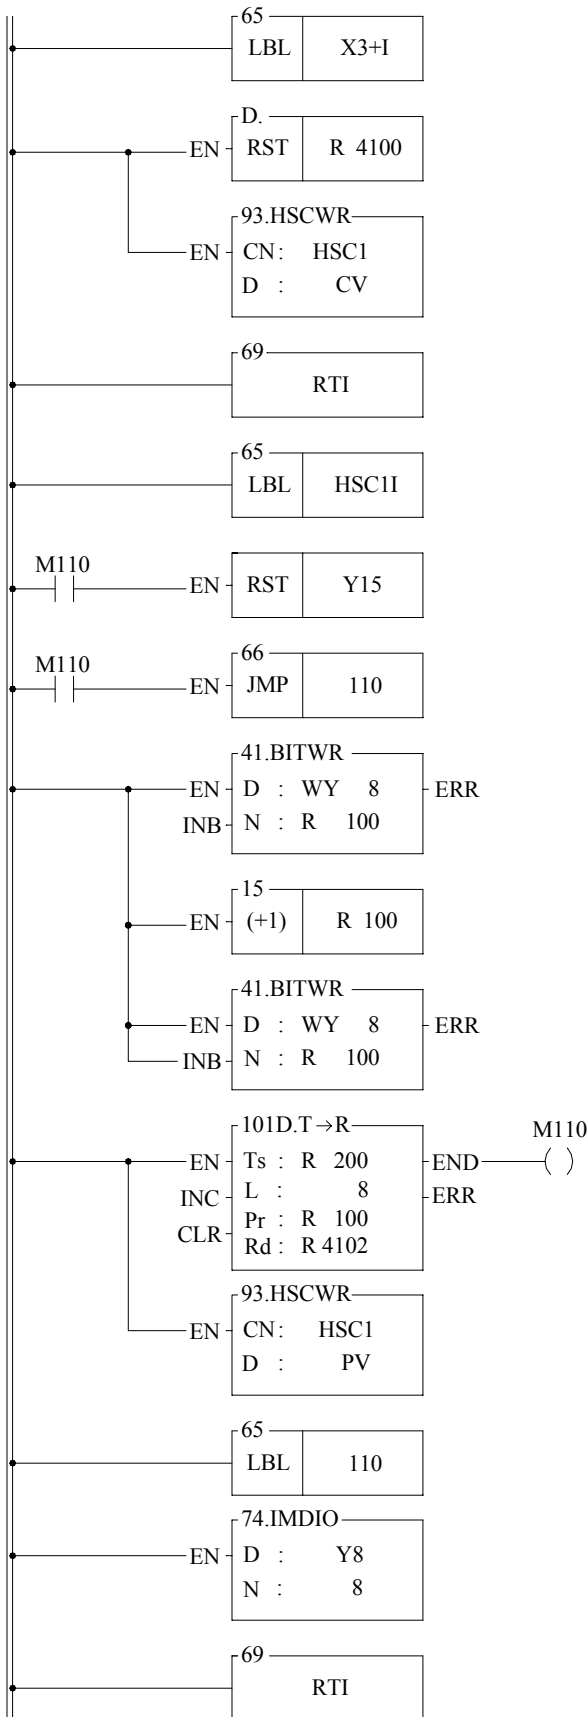 65
LBL X3+I
D.
EN RST R 4100
93.HSCWR
EN CN: HSC1
D : CV
69
RTI
65
LBL HSC1I
M110
EN RST Y15
M110
66
EN JMP 110
41.BITWR
EN D : WY 8 ERR
INB N : R 100
15
EN (+1) R 100
41.BITWR
EN D : WY 8 ERR
INB N : R 100
101D.T→R
M110
EN Ts : R 200 END ( )
INC L : 8 ERR
CLR Pr : R 100
Rd : R 4102
93.HSCWR
EN CN: HSC1
D : PV
65
LBL 110
74.IMDIO
EN D : Y8
N : 8
69
RTI